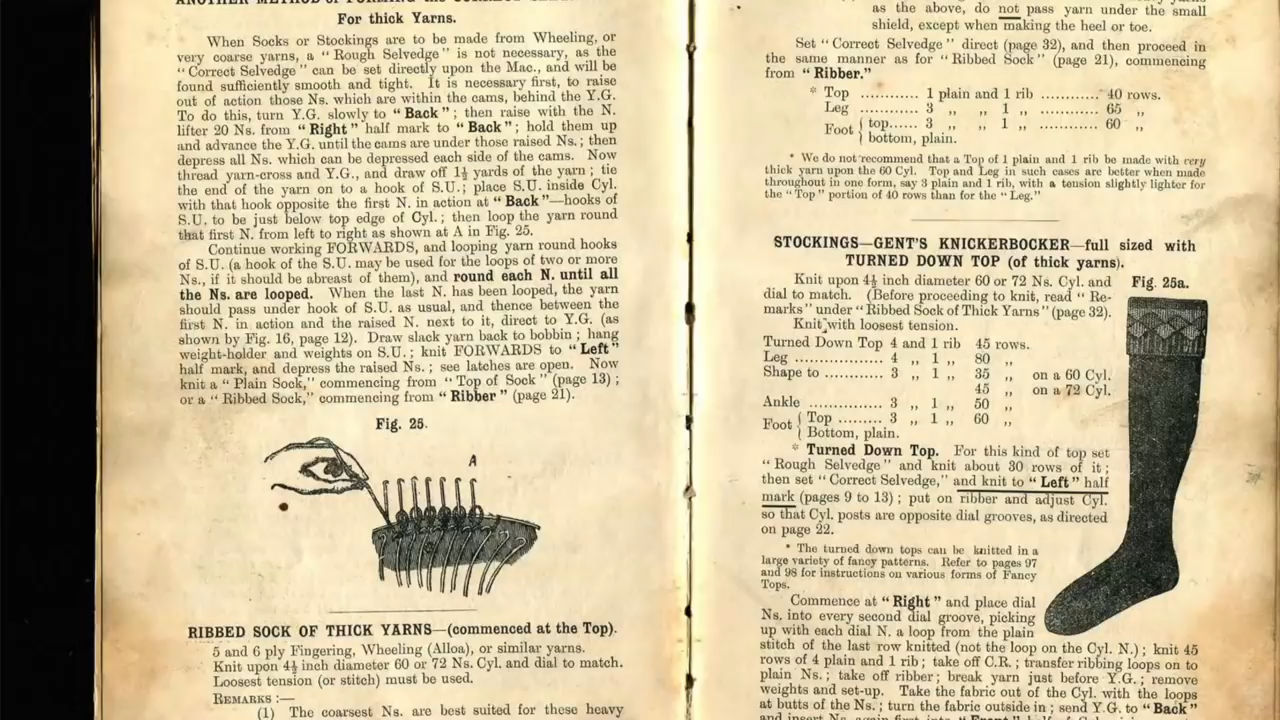 ANOTHER METHOD of FORMING the CORRECT
For thick Yarns.
When Socks or Stockings are to be made from Wheeling, or
very coarse yarns, a “Rough Selvedge” is not necessary, as the
“Correct Selvedge” can be set directly upon the Mac., and will be
found sufficiently smooth and tight. It is necessary first, to raise
out of action those Ns. which are within the cams, behind the Y.G.
To do this, turn Y.G. slowly to “Back”; then raise with the N.
lifter 20 Ns. from “Right” half mark to “Back”; hold them up
and advance the Y.G. until the cams are under those raised Ns.; then
depress all Ns. which can be depressed each side of the cams. Now
thread yarn-cross and Y.G., and draw off 1½ yards of the yarn; tie
the end of the yarn on to a hook of S.U.; place S.U. inside Cyl.
with that hook opposite the first N. in action at “Back”—hooks of
S.U. to be just below top edge of Cyl.; then loop the yarn round
that first N. from left to right as shown at A in Fig. 25.
Continue working FORWARDS, and looping yarn round hooks
of S.U. (a hook of the S.U. may be used for the loops of two or more
Ns., if it should be abreast of them), and round each N. until all
the Ns. are looped. When the last N. has been looped, the yarn
should pass under hook of S.U. as usual, and thence between the
first N. in action and the raised N. next to it, direct to Y.G. (as
shown by Fig. 16, page 12). Draw slack yarn back to bobbin; hang
weight-holder and weights on S.U.; knit FORWARDS to “Left”
half mark, and depress the raised Ns.; see latches are open. Now
knit a “Plain Sock,” commencing from “Top of Sock” (page 13);
or a “Ribbed Sock,” commencing from “Ribber” (page 21).
Fig. 25.
A
RIBBED SOCK OF THICK YARNS—(commenced at the Top).
5 and 6 ply Fingering, Wheeling (Alloa), or similar yarns.
Knit upon 4½ inch diameter 60 or 72 Ns. Cyl. and dial to match.
Loosest tension (or stitch) must be used.
REMARKS :—
(1) The coarsest Ns. are best suited for these heavy
as the above, do not pass yarn under the small
shield, except when making the heel or toe.
Set “Correct Selvedge” direct (page 32), and then proceed in
the same manner as for “Ribbed Sock” (page 21), commencing
from “Ribber.”
* Top ............ 1 plain and 1 rib ............ 40 rows.
Leg ............ 3 „ 1 „ ............ 65 „
Foot { top...... 3 „ 1 „ ............ 60 „
bottom, plain.
* We do not recommend that a Top of 1 plain and 1 rib be made with very
thick yarn upon the 60 Cyl. Top and Leg in such cases are better when made
throughout in one form, say 3 plain and 1 rib, with a tension slightly lighter for
the “Top” portion of 40 rows than for the “Leg.”
STOCKINGS—GENT'S KNICKERBOCKER—full sized with
TURNED DOWN TOP (of thick yarns).
Knit upon 4½ inch diameter 60 or 72 Ns. Cyl. and
dial to match. (Before proceeding to knit, read “Re-
marks” under “Ribbed Sock of Thick Yarns” (page 32).
Knit with loosest tension.
Fig. 25a.
Turned Down Top 4 and 1 rib 45 rows.
Leg .................. 4 „ 1 „ 80 „
Shape to ............ 3 „ 1 „ 35 „ on a 60 Cyl.
45 „ on a 72 Cyl.
Ankle ............... 3 „ 1 „ 50 „
Foot { Top ......... 3 „ 1 „ 60 „
Bottom, plain.
* Turned Down Top. For this kind of top set
“Rough Selvedge” and knit about 30 rows of it;
then set “Correct Selvedge,” and knit to “Left” half
mark (pages 9 to 13); put on ribber and adjust Cyl.
so that Cyl. posts are opposite dial grooves, as directed
on page 22.
* The turned down tops can be knitted in a
large variety of fancy patterns. Refer to pages 97
and 98 for instructions on various forms of Fancy
Tops.
Commence at “Right” and place dial
Ns. into every second dial groove, picking
up with each dial N. a loop from the plain
stitch of the last row knitted (not the loop on the Cyl. N.); knit 45
rows of 4 plain and 1 rib; take off C.R.; transfer ribbing loops on to
plain Ns.; take off ribber; break yarn just before Y.G.; remove
weights and set-up. Take the fabric out of the Cyl. with the loops
at butts of the Ns.; turn the fabric outside in; send Y.G. to “Back”
and insert Ns. again first into “Front” half of